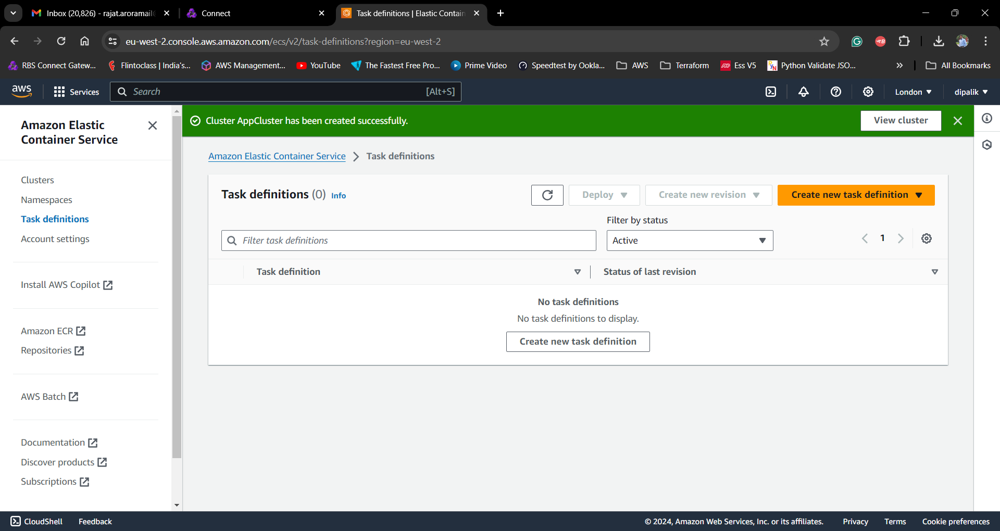 Inbox (20,826) - rajat.aroramail
Connect
Task definitions | Elastic Contain
eu-west-2.console.aws.amazon.com/ecs/v2/task-definitions?region=eu-west-2
RBS Connect Gatew...
Flintoclass | India's...
AWS Management...
YouTube
The Fastest Free Pro...
Prime Video
Speedtest by Ookla...
AWS
Terraform
Ess V5
Python Validate JSO...
All Bookmarks
aws
Services
Search
[Alt+S]
London
dipalik
Amazon Elastic
Container Service
Clusters
Namespaces
Task definitions
Account settings
Install AWS Copilot
Amazon ECR
Repositories
AWS Batch
Documentation
Discover products
Subscriptions
Cluster AppCluster has been created successfully.
View cluster
Amazon Elastic Container Service > Task definitions
Task definitions (0) Info
Deploy
Create new revision
Create new task definition
Filter by status
Filter task definitions
Active
1
Task definition
Status of last revision
No task definitions
No task definitions to display.
Create new task definition
CloudShell
Feedback
© 2024, Amazon Web Services, Inc. or its affiliates.
Privacy
Terms
Cookie preferences